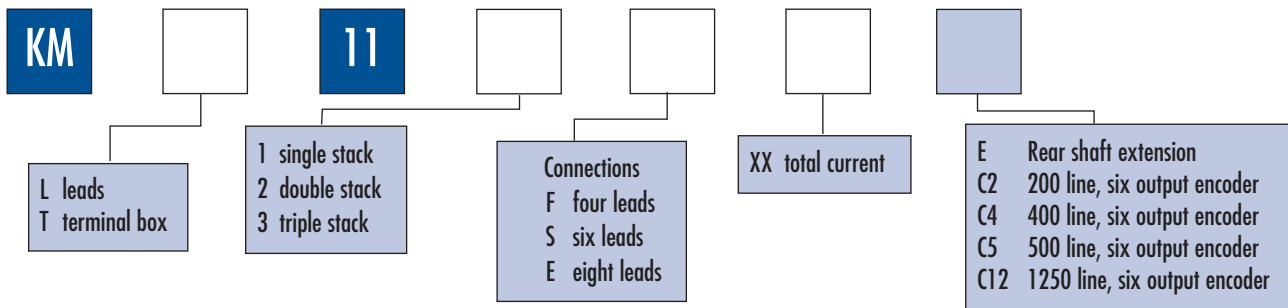 KM 11
L leads
T terminal box
1 single stack
2 double stack
3 triple stack
Connections
F four leads
S six leads
E eight leads
XX total current
E Rear shaft extension
C2 200 line, six output encoder
C4 400 line, six output encoder
C5 500 line, six output encoder
C12 1250 line, six output encoder